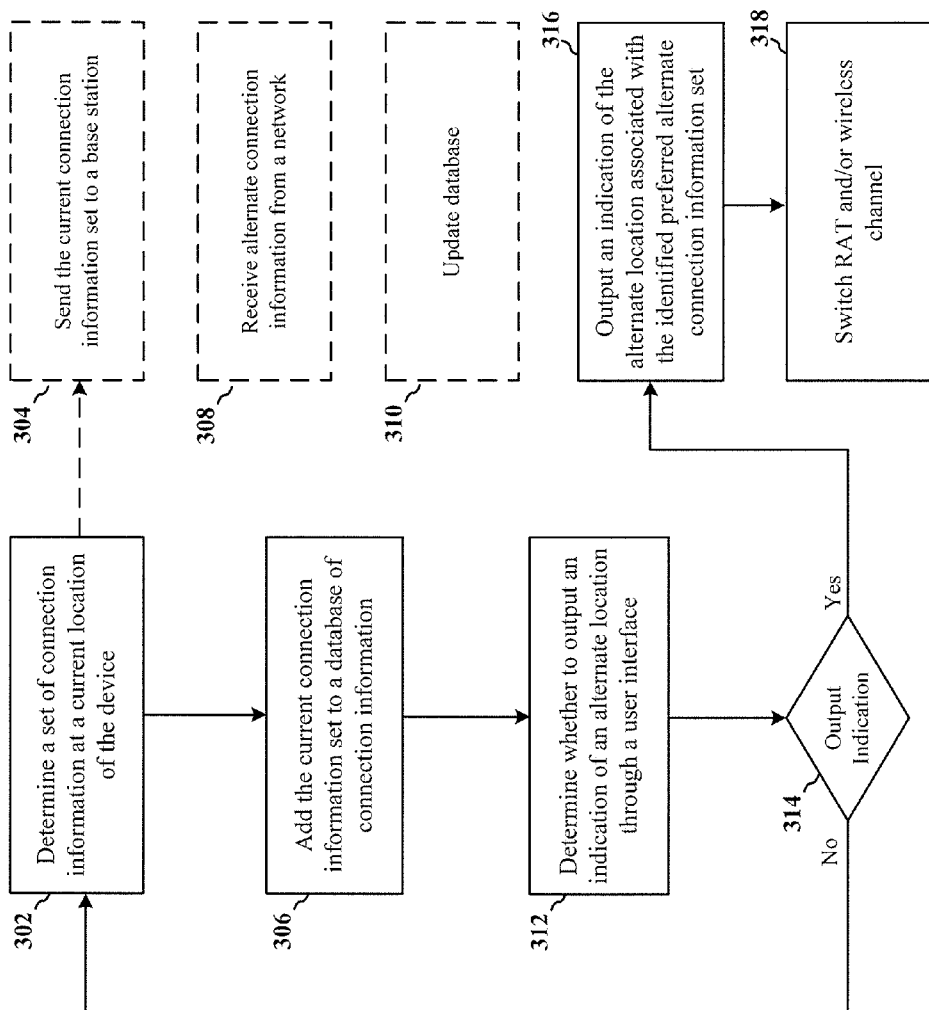 302
Determine a set of connection
information at a current location
of the device
304
Send the current connection
information set to a base station
306
Add the current connection
information set to a database of
connection information
308
Receive alternate connection
information from a network
310
Update database
312
Determine whether to output an
indication of an alternate location
through a user interface
314
Output
Indication
No
Yes
316
Output an indication of the
alternate location associated with
the identified preferred alternate
connection information set
318
Switch RAT and/or wireless
channel